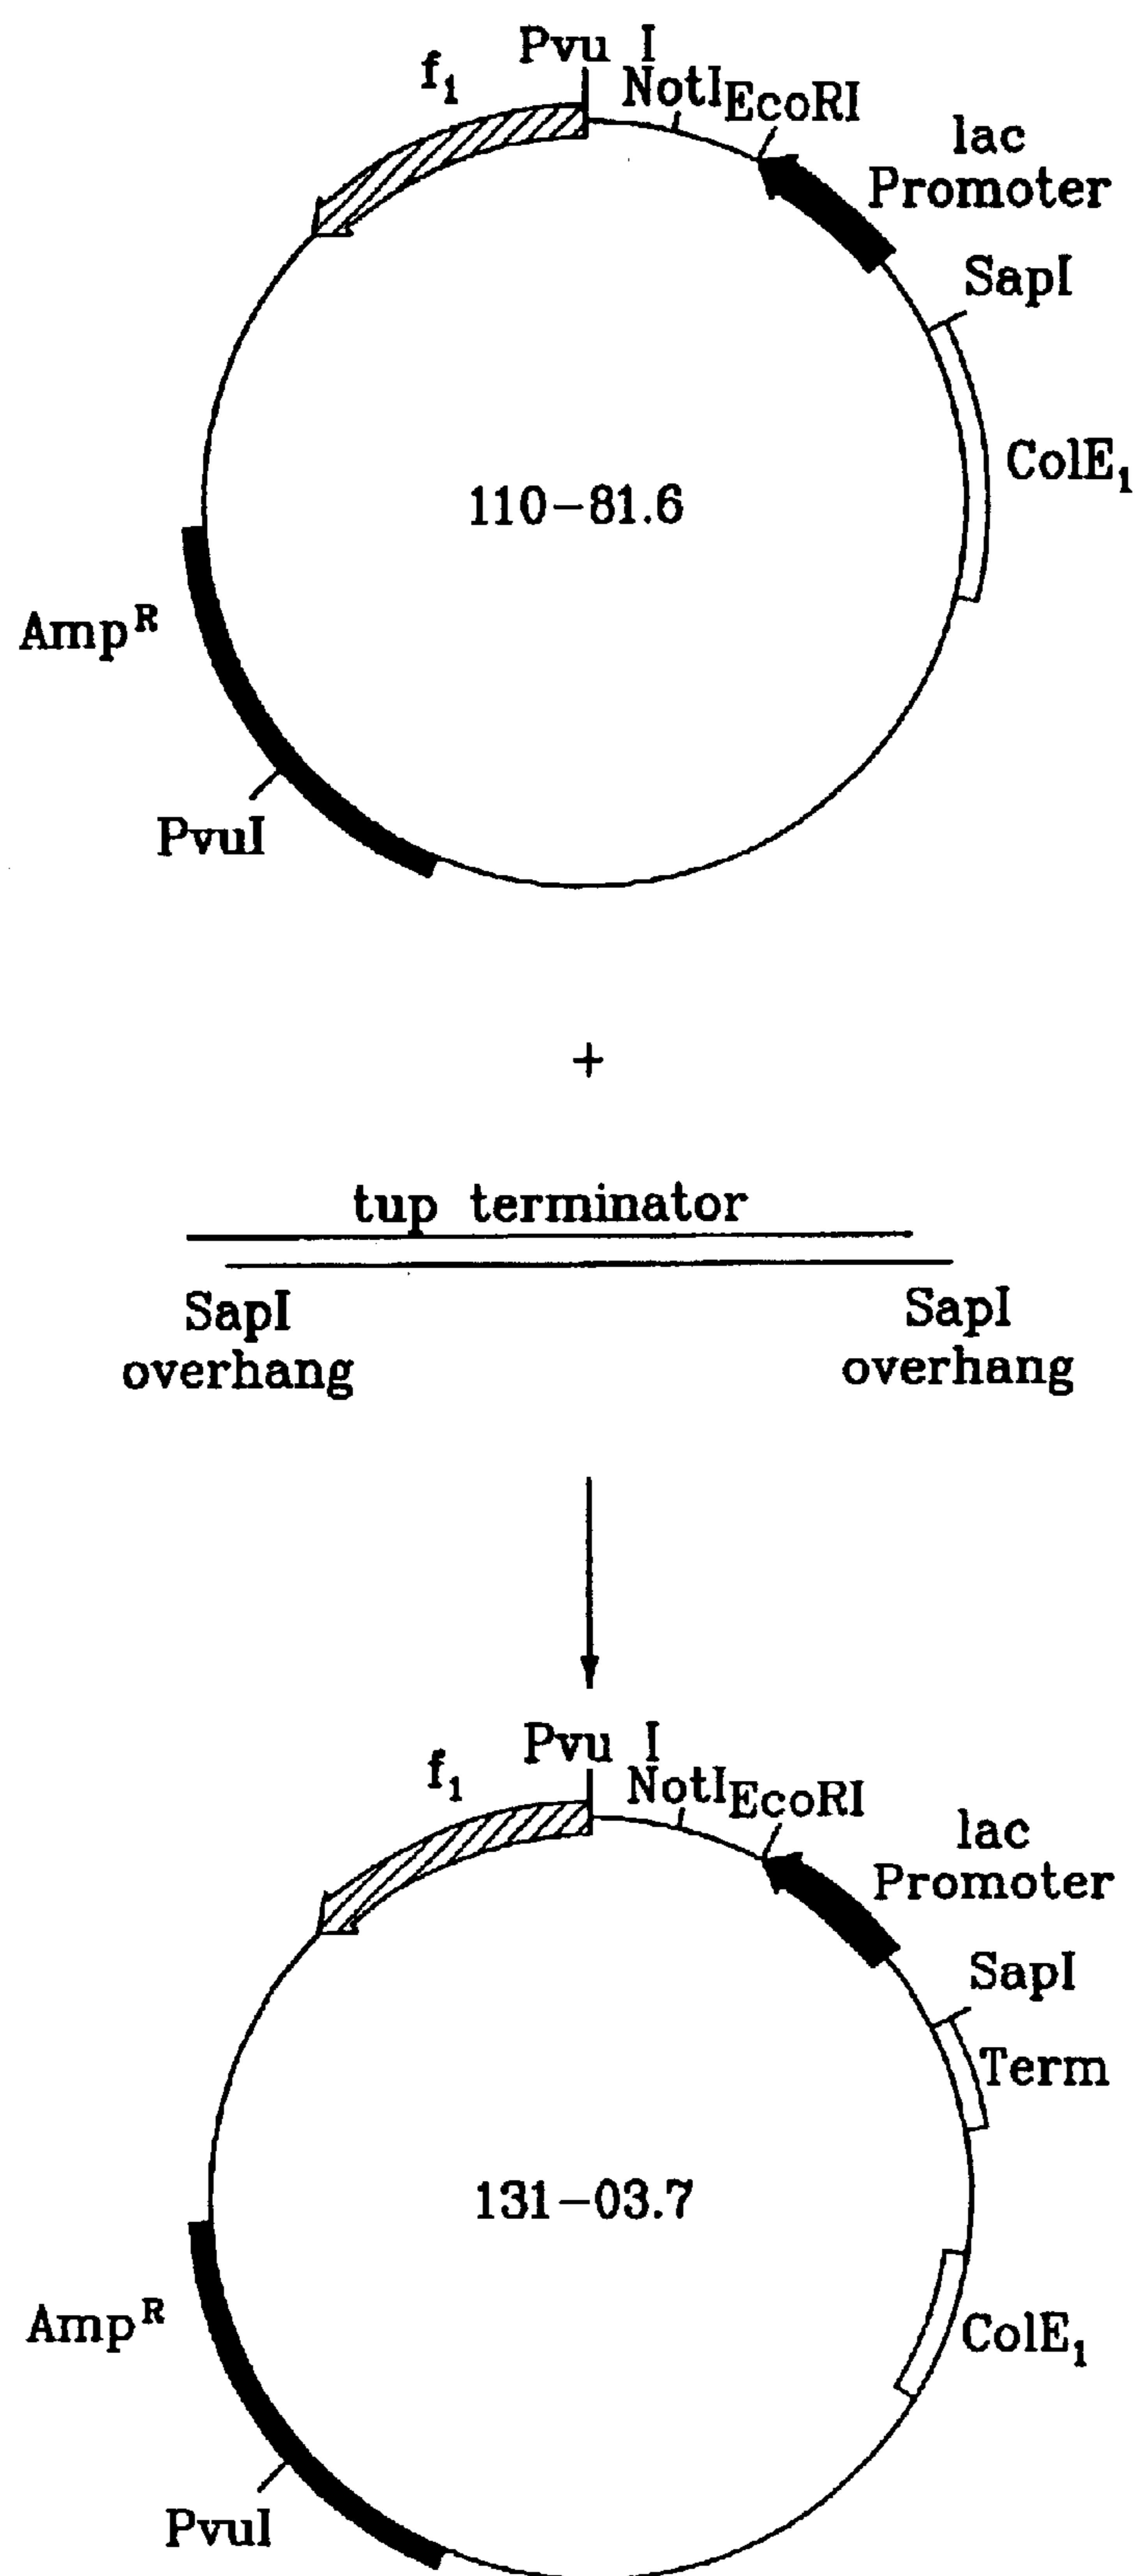 f₁
Pvu I
NotI
EcoRI
lac
Promoter
SapI
ColE₁
110-81.6
Ampᴿ
PvuI
+
tup terminator
SapI
overhang
SapI
overhang
f₁
Pvu I
NotI
EcoRI
lac
Promoter
SapI
Term
131-03.7
Ampᴿ
ColE₁
PvuI